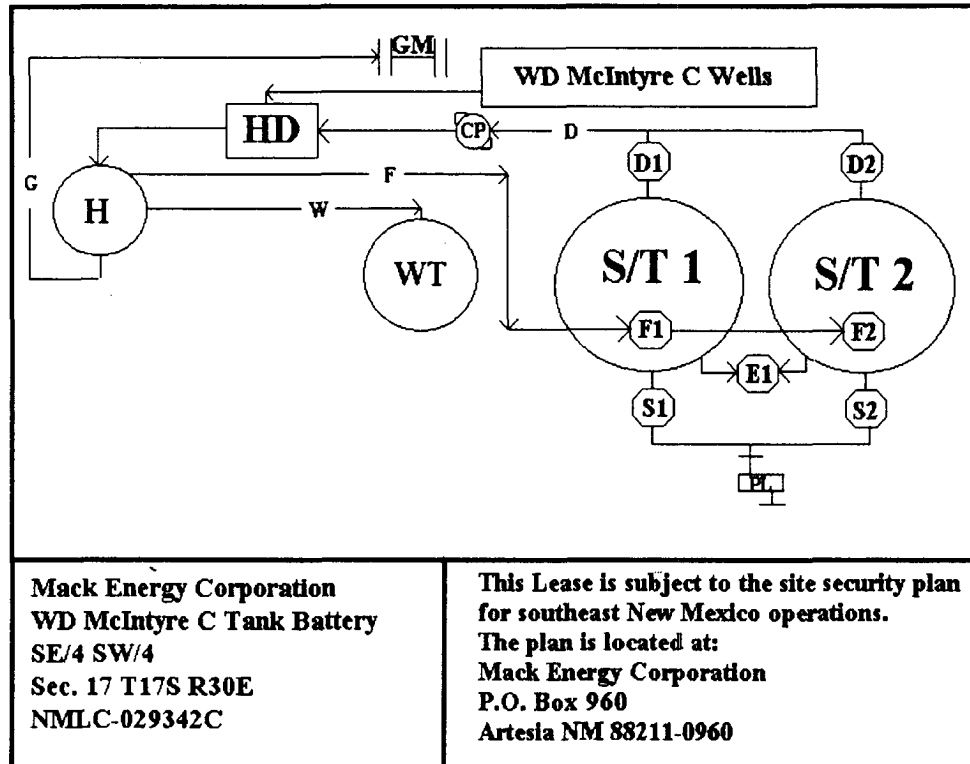 GM
WD McIntyre C Wells
HD
CP
D
D1
D2
G
F
H
W
WT
S/T 1
S/T 2
F1
F2
E1
S1
S2
PL
Mack Energy Corporation
WD McIntyre C Tank Battery
SE/4 SW/4
Sec. 17 T17S R30E
NMLC-029342C
This Lease is subject to the site security plan
for southeast New Mexico operations.
The plan is located at:
Mack Energy Corporation
P.O. Box 960
Artesia NM 88211-0960